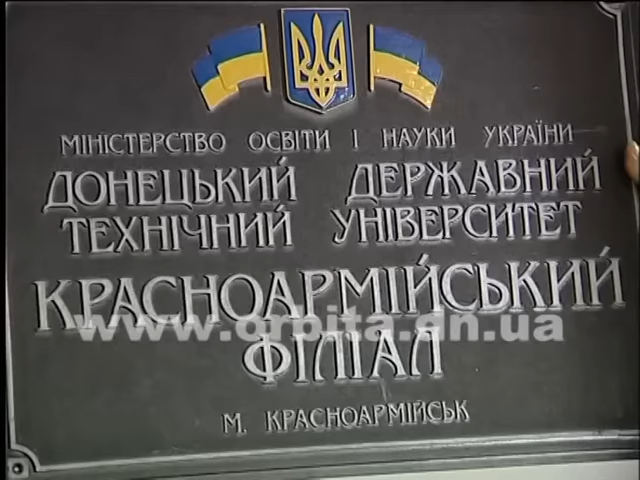 МІНІСТЕРСТВО ОСВІТИ І НАУКИ УКРАЇНИ
ДОНЕЦЬКИЙ ДЕРЖАВНИЙ
ТЕХНІЧНИЙ УНІВЕРСИТЕТ
КРАСНОАРМІЙСЬКИЙ
www.orbita.dn.ua
ФІЛІАЛ
М. КРАСНОАРМІЙСЬК